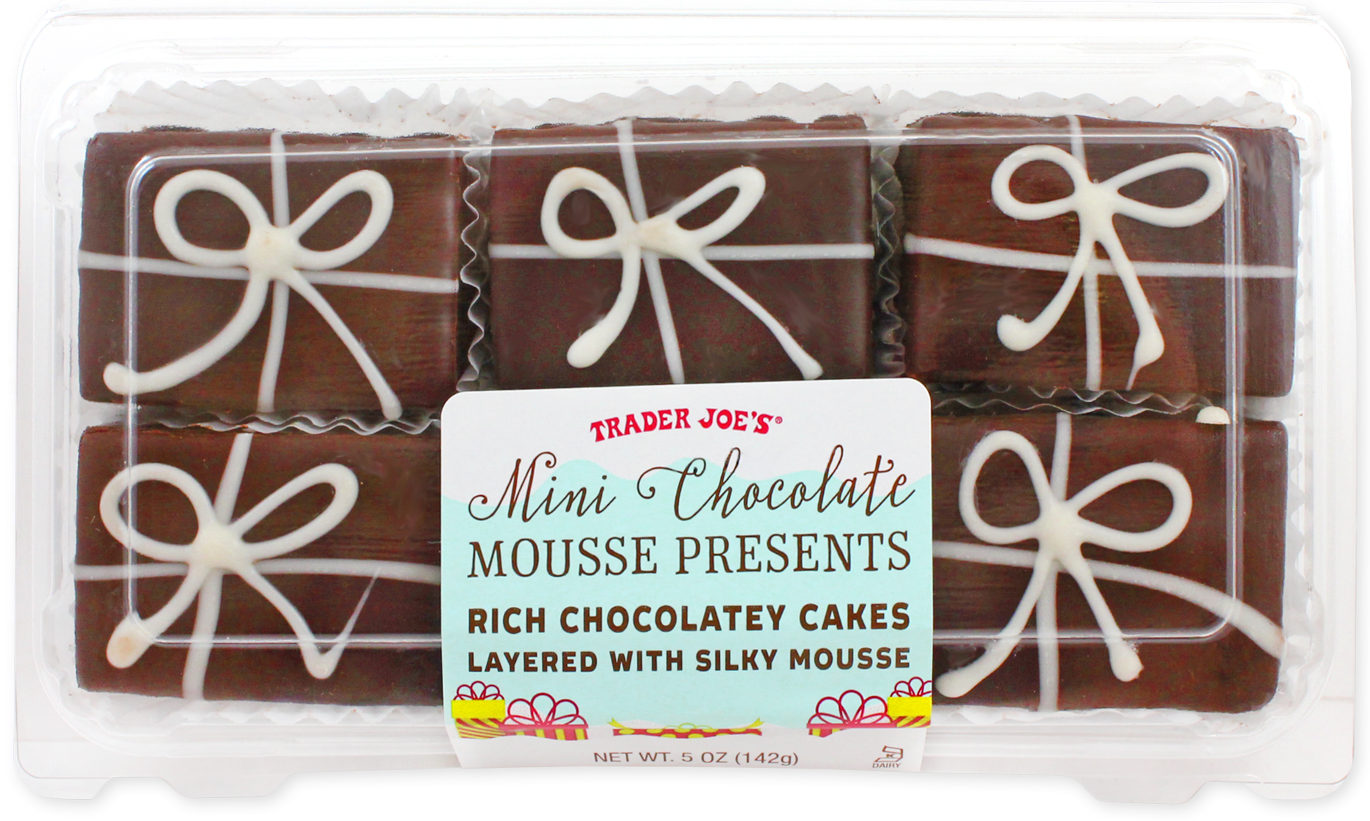 TRADER JOE'S®
Mini Chocolate
MOUSSE PRESENTS
RICH CHOCOLATEY CAKES
LAYERED WITH SILKY MOUSSE
NET WT. 5 OZ (142g)
K
DAIRY